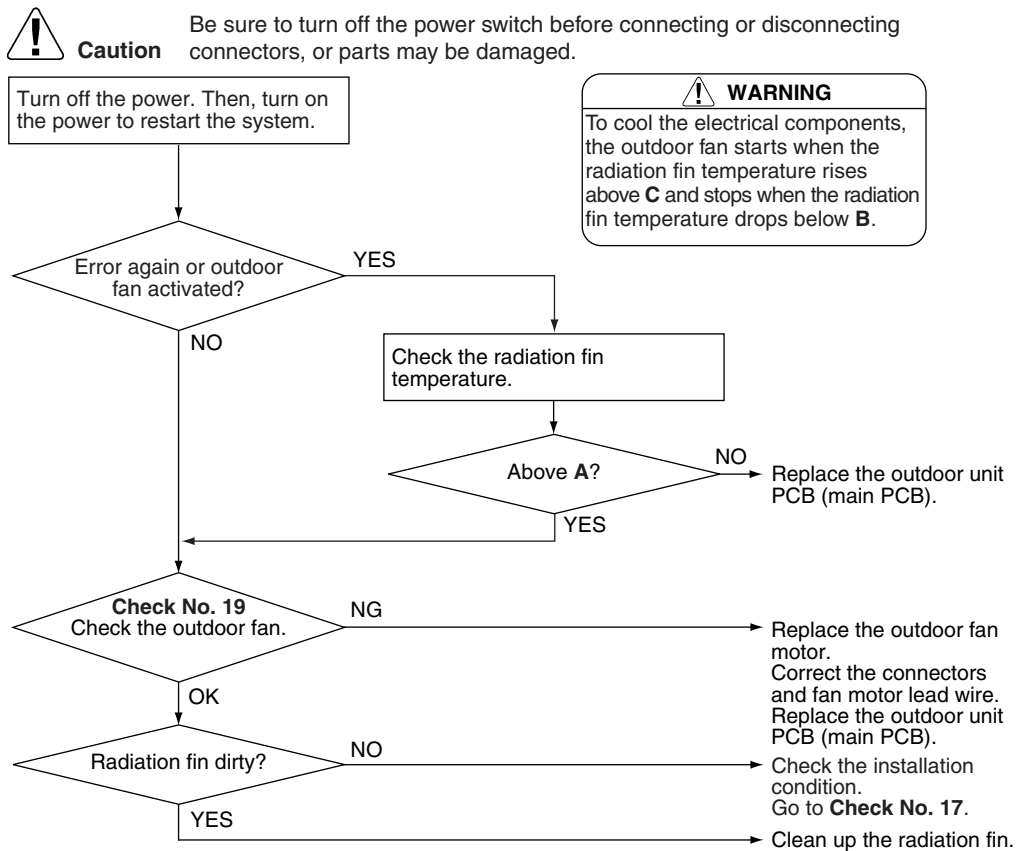 Caution
Be sure to turn off the power switch before connecting or disconnecting
connectors, or parts may be damaged.
Turn off the power. Then, turn on
the power to restart the system.
WARNING
To cool the electrical components,
the outdoor fan starts when the
radiation fin temperature rises
above C and stops when the radiation
fin temperature drops below B.
Error again or outdoor
fan activated?
YES
NO
Check the radiation fin
temperature.
Above A?
NO
Replace the outdoor unit
PCB (main PCB).
YES
Check No. 19
Check the outdoor fan.
NG
Replace the outdoor fan
motor.
Correct the connectors
and fan motor lead wire.
Replace the outdoor unit
PCB (main PCB).
OK
Radiation fin dirty?
NO
Check the installation
condition.
Go to Check No. 17.
YES
Clean up the radiation fin.